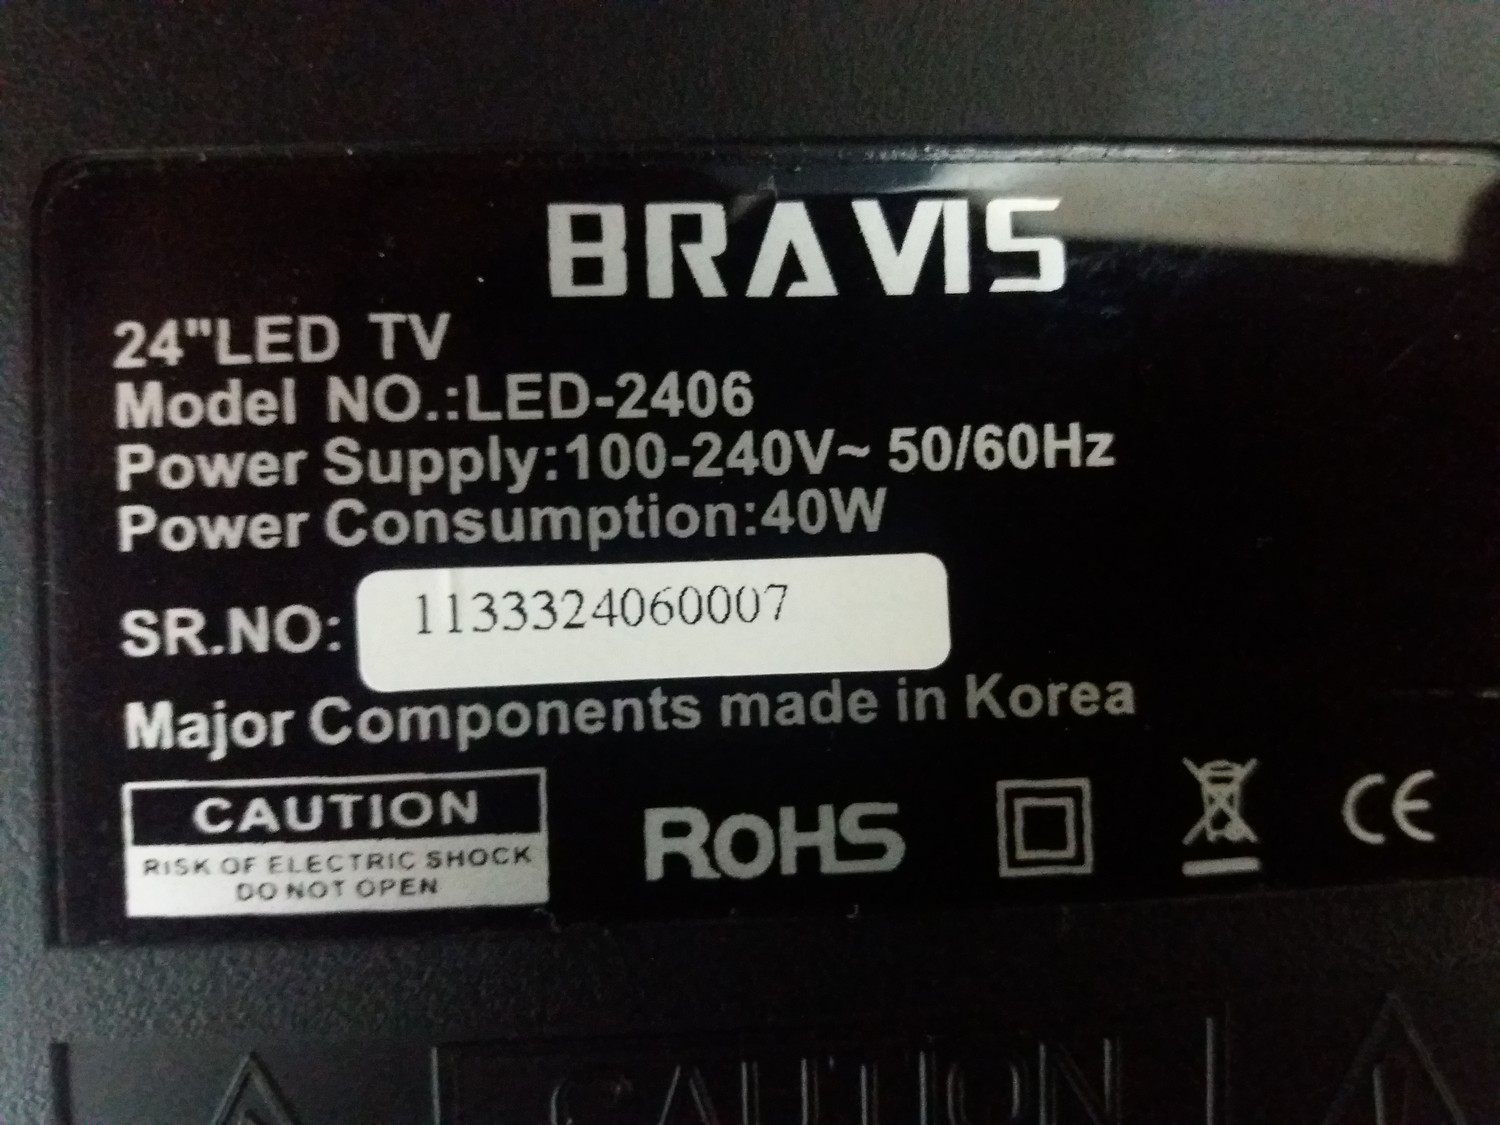 BRAVIS
24"LED TV
Model NO.:LED-2406
Power Supply:100-240V~ 50/60Hz
Power Consumption:40W
SR.NO: 1133324060007
Major Components made in Korea
CAUTION
RISK OF ELECTRIC SHOCK
DO NOT OPEN
RoHS
CE
CAUTION